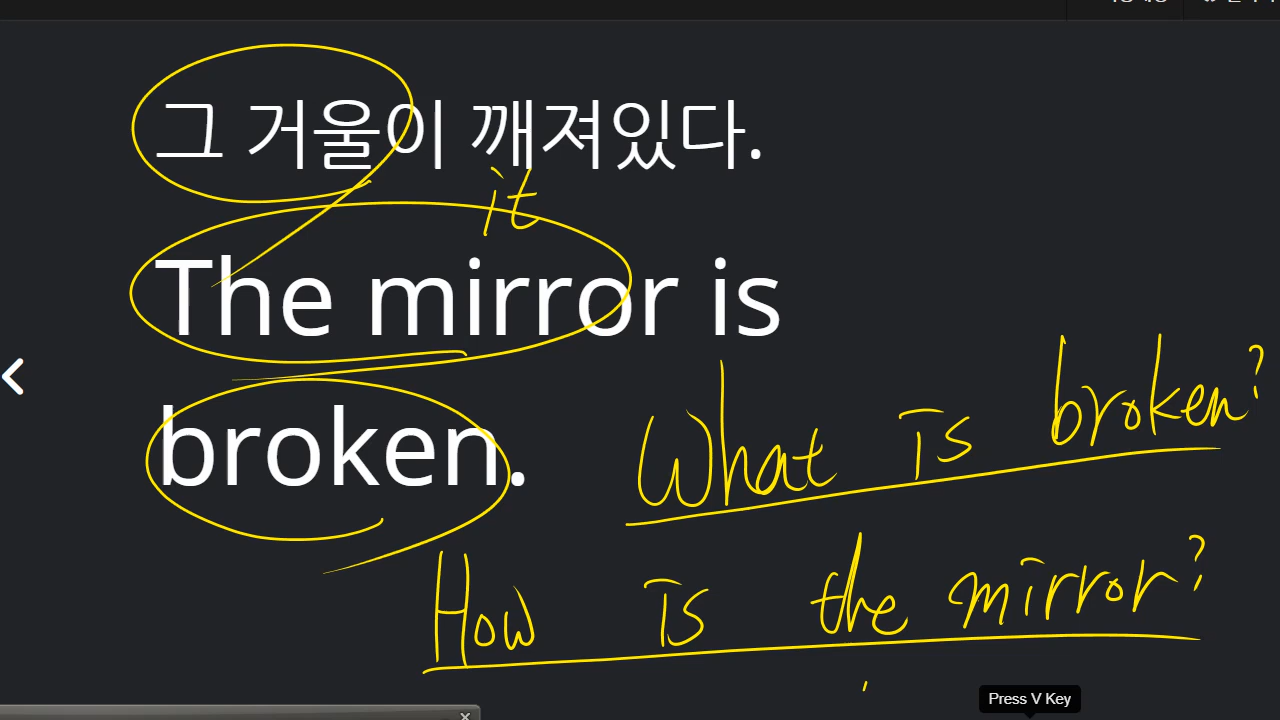 그 거울이 깨져있다.
it
The mirror is
broken.
What is broken?
How is the mirror?
Press V Key